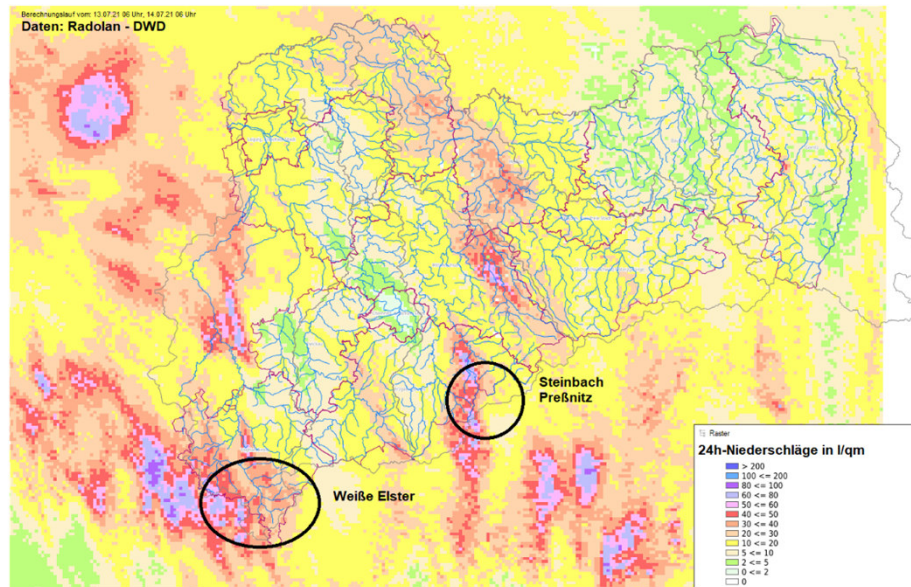 Berechnungslauf vom: 13.07.21 06 Uhr, 14.07.21 06 Uhr
Daten: Radolan - DWD
Steinbach
Preßnitz
Weiße Elster
Raster
24h-Niederschläge in l/qm
> 200
100 <= 200
80 <= 100
60 <= 80
50 <= 60
40 <= 50
30 <= 40
20 <= 30
10 <= 20
5 <= 10
2 <= 5
0 <= 2
0